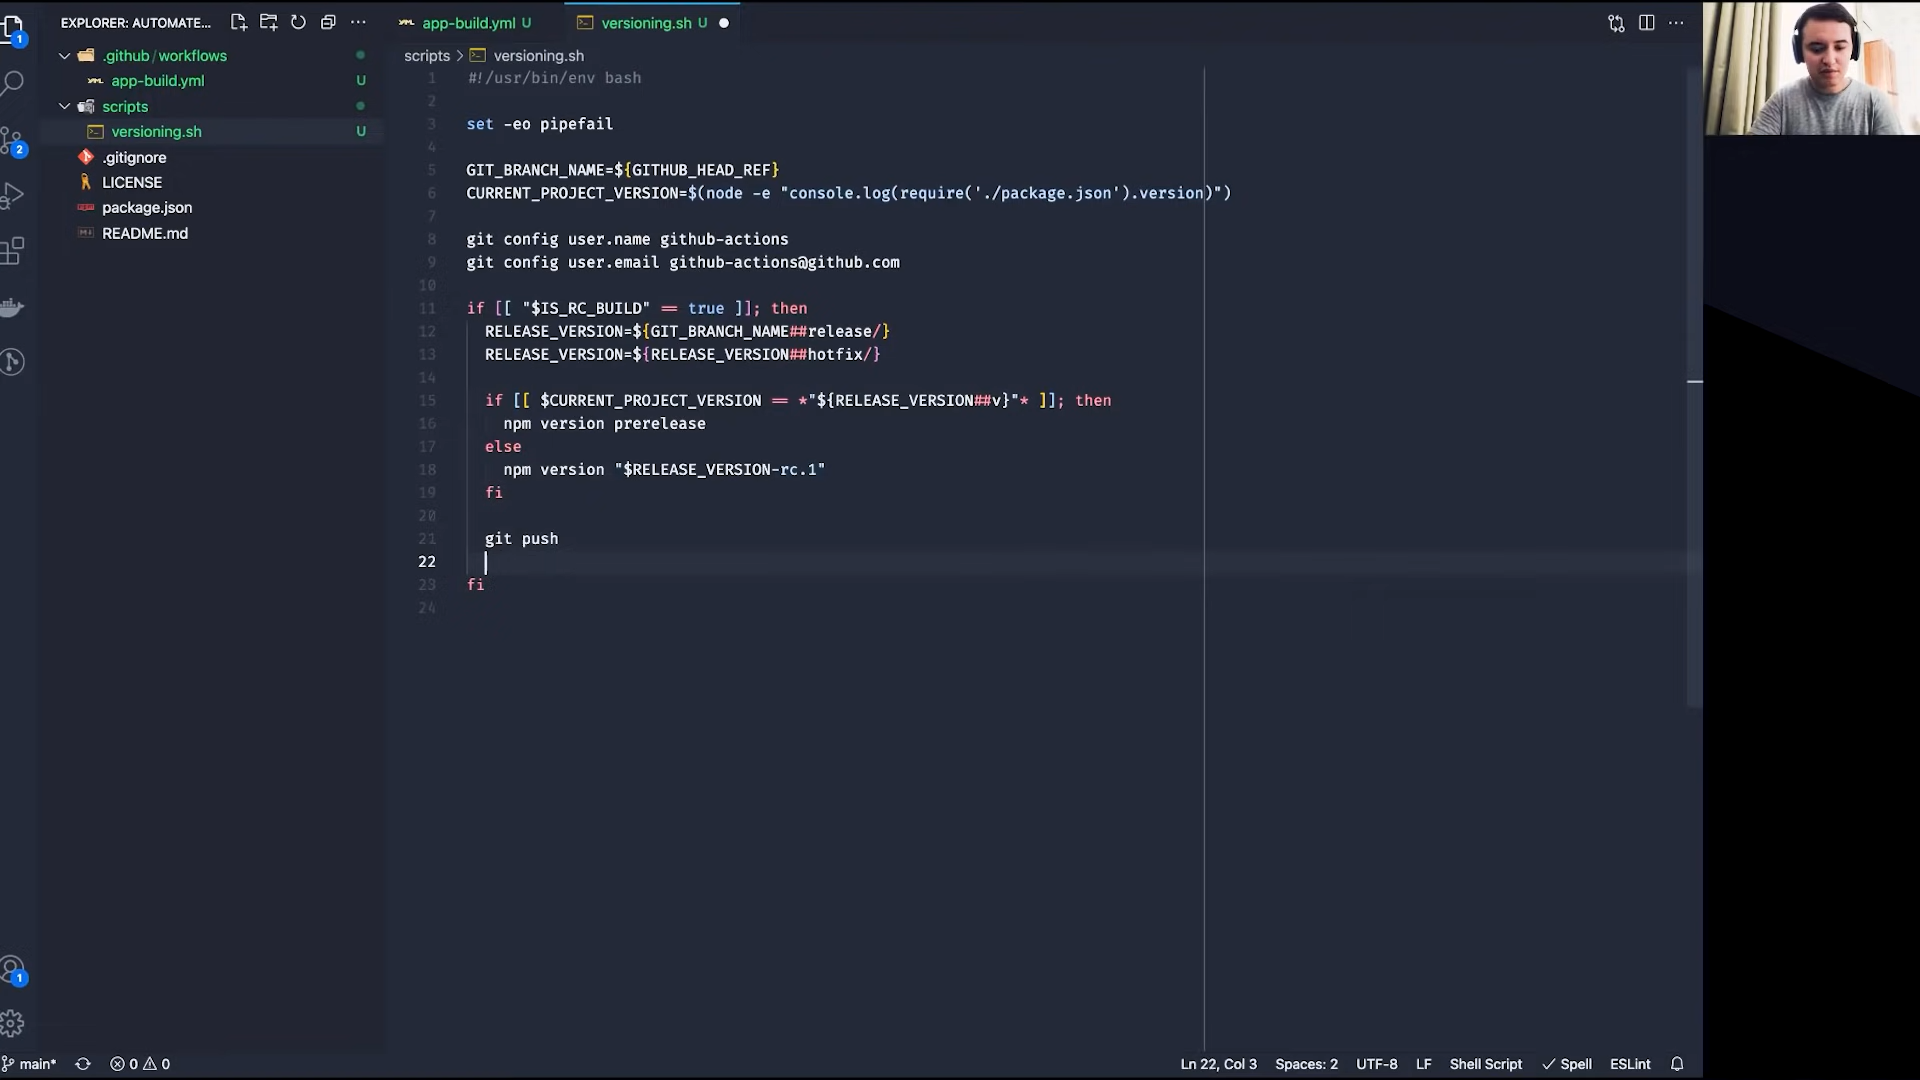 EXPLORER: AUTOMATE...
.github/workflows
app-build.yml U
scripts
versioning.sh U
.gitignore
LICENSE
package.json
README.md
1
2
1
app-build.yml U
versioning.sh U
scripts > versioning.sh
1 #!/usr/bin/env bash
2
3 set -eo pipefail
4
5 GIT_BRANCH_NAME=${GITHUB_HEAD_REF}
6 CURRENT_PROJECT_VERSION=$(node -e "console.log(require('./package.json').version)")
7
8 git config user.name github-actions
9 git config user.email github-actions@github.com
10
11 if [[ "$IS_RC_BUILD" == true ]]; then
12 RELEASE_VERSION=${GIT_BRANCH_NAME##release/}
13 RELEASE_VERSION=${RELEASE_VERSION##hotfix/}
14
15 if [[ $CURRENT_PROJECT_VERSION == *"${RELEASE_VERSION##v}"* ]]; then
16 npm version prerelease
17 else
18 npm version "$RELEASE_VERSION-rc.1"
19 fi
20
21 git push
22
23 fi
24
main* 0 0
Ln 22, Col 3 Spaces: 2 UTF-8 LF Shell Script Spell ESLint